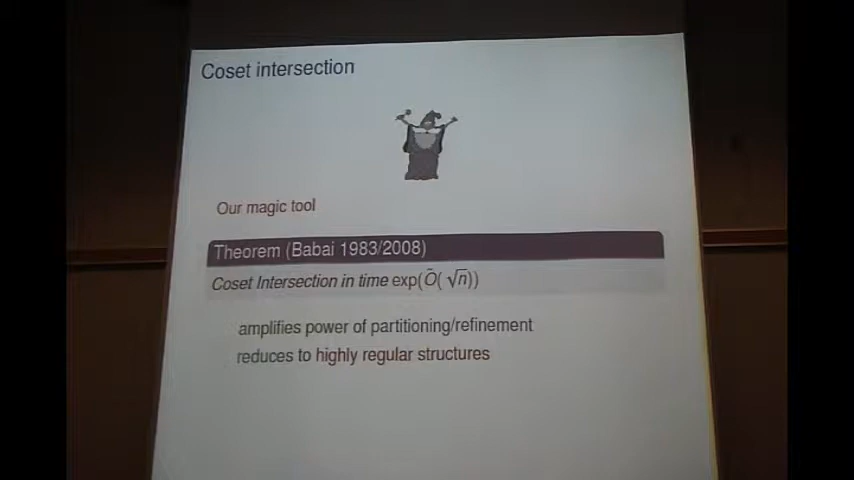 Coset intersection
Our magic tool
Theorem (Babai 1983/2008)
Coset Intersection in time exp(Õ(√n))
amplifies power of partitioning/refinement
reduces to highly regular structures